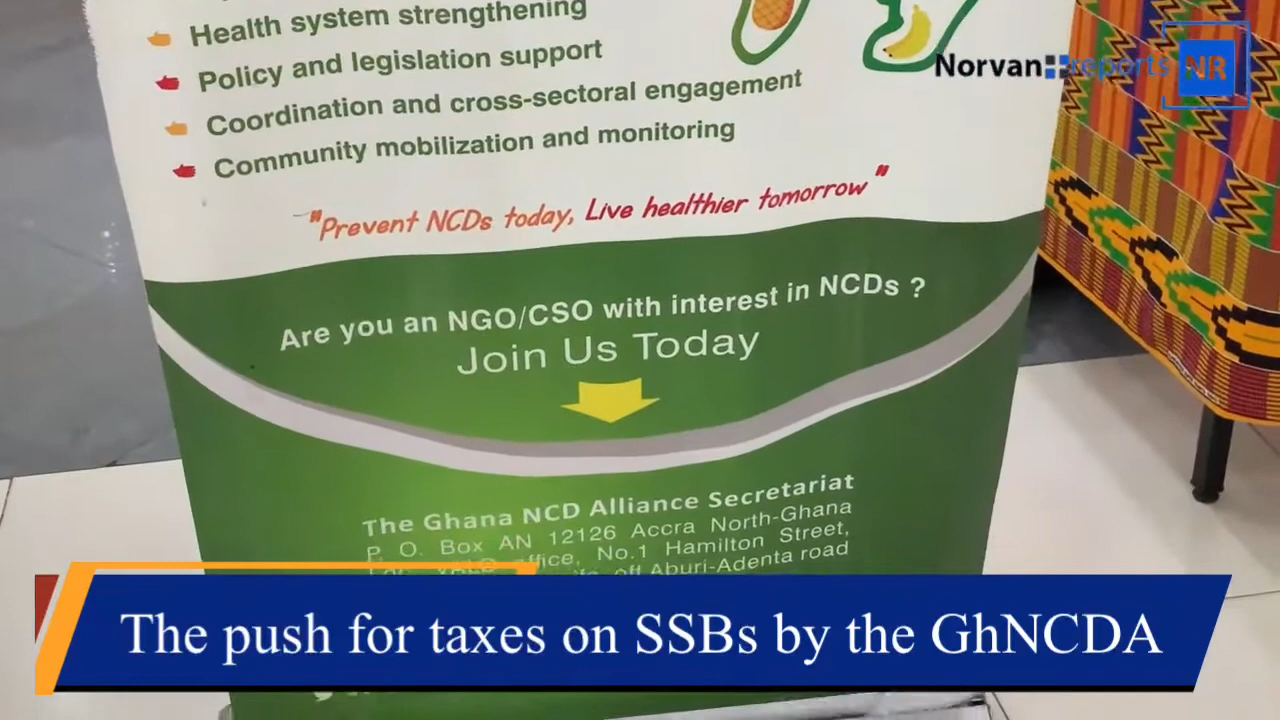 Health system strengthening
Policy and legislation support
Coordination and cross-sectoral engagement
Community mobilization and monitoring
Norvan reports NR
"Prevent NCDs today, Live healthier tomorrow"
Are you an NGO/CSO with interest in NCDs ?
Join Us Today
The Ghana NCD Alliance Secretariat
P. O. Box AN 12126 Accra North-Ghana
No.1 Hamilton Street,
off Aburi-Adenta road
The push for taxes on SSBs by the GhNCDA